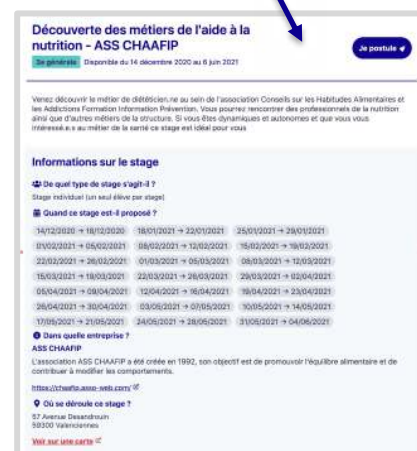 Découverte des métiers de l'aide à la
nutrition - ASS CHAAFIP
Je postule
3e générale Disponible du 14 décembre 2020 au 6 juin 2021
Venez découvrir le métier de diététicien.ne au sein de l'association Conseils sur les Habitudes Alimentaires et
les Addictions Formation Information Prévention. Vous pourrez rencontrer des professionnels de la nutrition
ainsi que d'autres métiers de la structure. Si vous êtes dynamiques et autonomes et que vous vous
intéressé.e.s au métier de la santé ce stage est idéal pour vous
Informations sur le stage
De quel type de stage s'agit-il ?
Stage individuel (un seul élève par stage)
Quand ce stage est-il proposé ?
14/12/2020 → 18/12/2020 18/01/2021 → 22/01/2021 25/01/2021 → 29/01/2021
01/02/2021 → 05/02/2021 08/02/2021 → 12/02/2021 15/02/2021 → 19/02/2021
22/02/2021 → 26/02/2021 01/03/2021 → 05/03/2021 08/03/2021 → 12/03/2021
15/03/2021 → 19/03/2021 22/03/2021 → 26/03/2021 29/03/2021 → 02/04/2021
05/04/2021 → 09/04/2021 12/04/2021 → 16/04/2021 19/04/2021 → 23/04/2021
26/04/2021 → 30/04/2021 03/05/2021 → 07/05/2021 10/05/2021 → 14/05/2021
17/05/2021 → 21/05/2021 24/05/2021 → 28/05/2021 31/05/2021 → 04/06/2021
Dans quelle entreprise ?
ASS CHAAFIP
L'association ASS CHAAFIP a été créée en 1992, son objectif est de promouvoir l'équilibre alimentaire et de
contribuer à modifier les comportements.
https://chaafip.asso-web.com/
Où se déroule ce stage ?
57 Avenue Desandrouin
59300 Valenciennes
Voir sur une carte